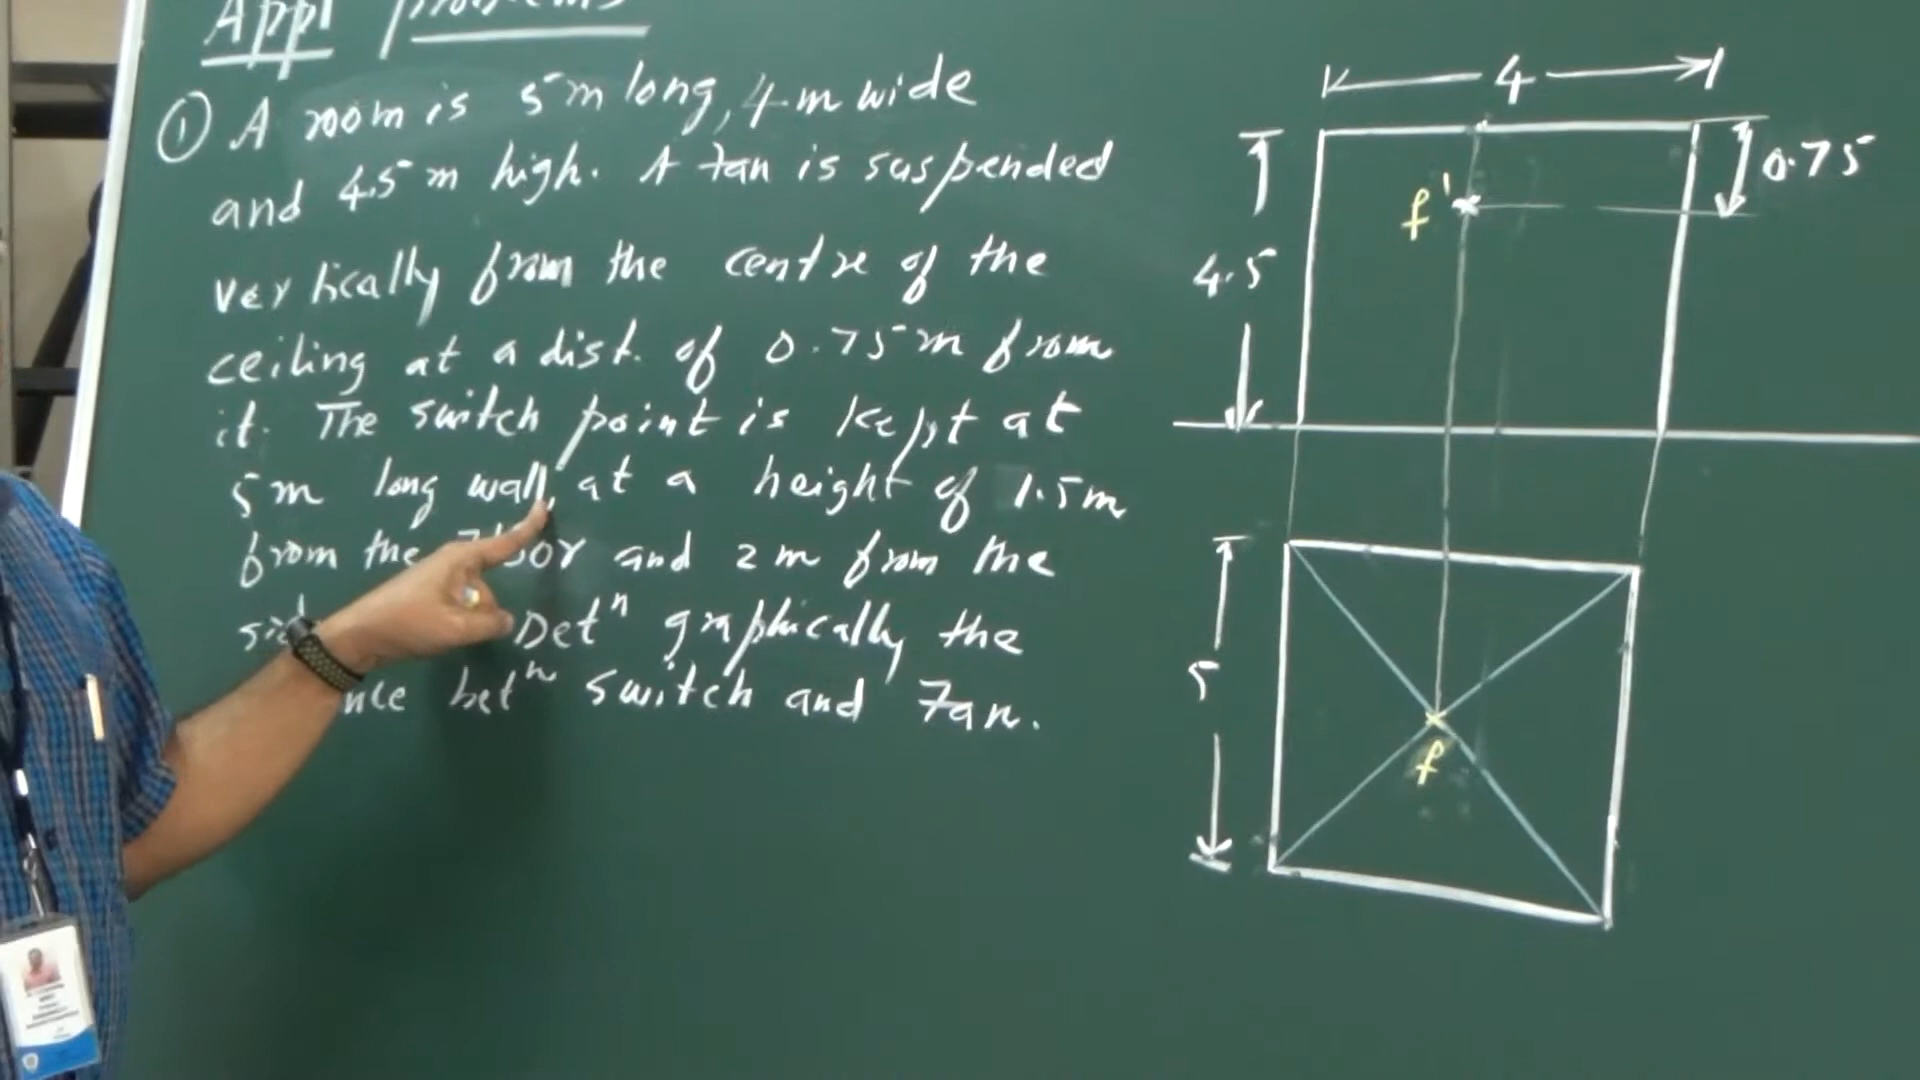 Appl problems
① A room is 5m long, 4m wide
and 4.5m high. A fan is suspended
vertically from the centre of the
ceiling at a dist. of 0.75m from
it. The switch point is kept at
5m long wall, at a height of 1.5m
from the floor and 2m from the
Detⁿ graphically the
betⁿ switch and Fan.
4
0.75
f'
4.5
5
f